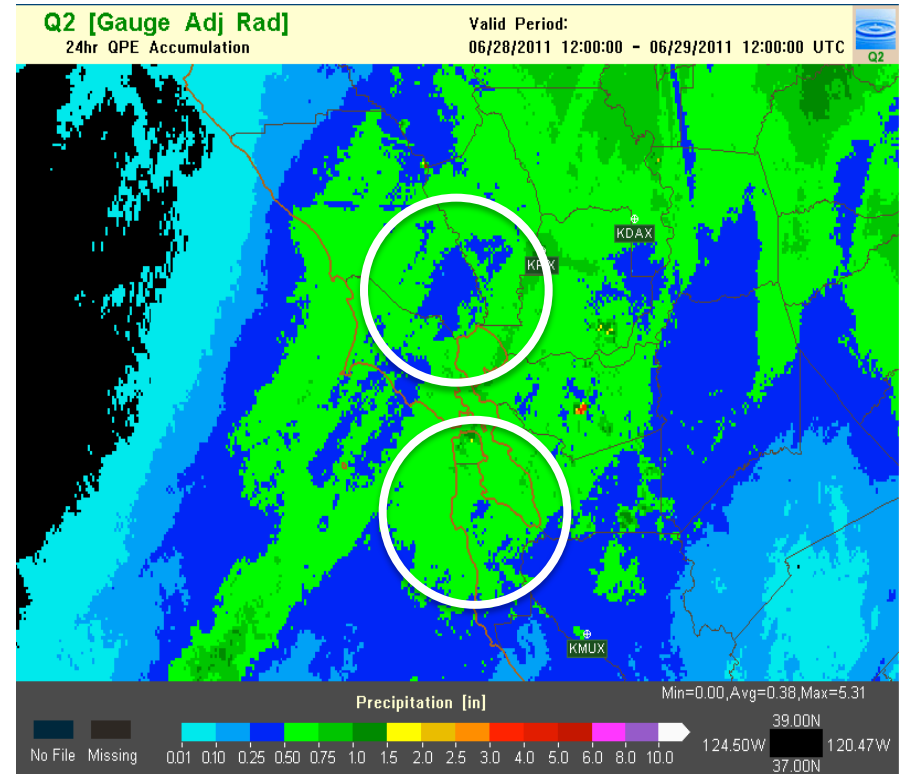 Q2 [Gauge Adj Rad]
24hr QPE Accumulation
Valid Period:
06/28/2011 12:00:00 - 06/29/2011 12:00:00 UTC
Q2
KDAX
KMUX
Precipitation [in]
Min=0.00,Avg=0.38,Max=5.31
No File Missing
0.01 0.10 0.25 0.50 0.75 1.0 1.5 2.0 2.5 3.0 4.0 5.0 6.0 8.0 10.0
39.00N
124.50W 120.47W
37.00N